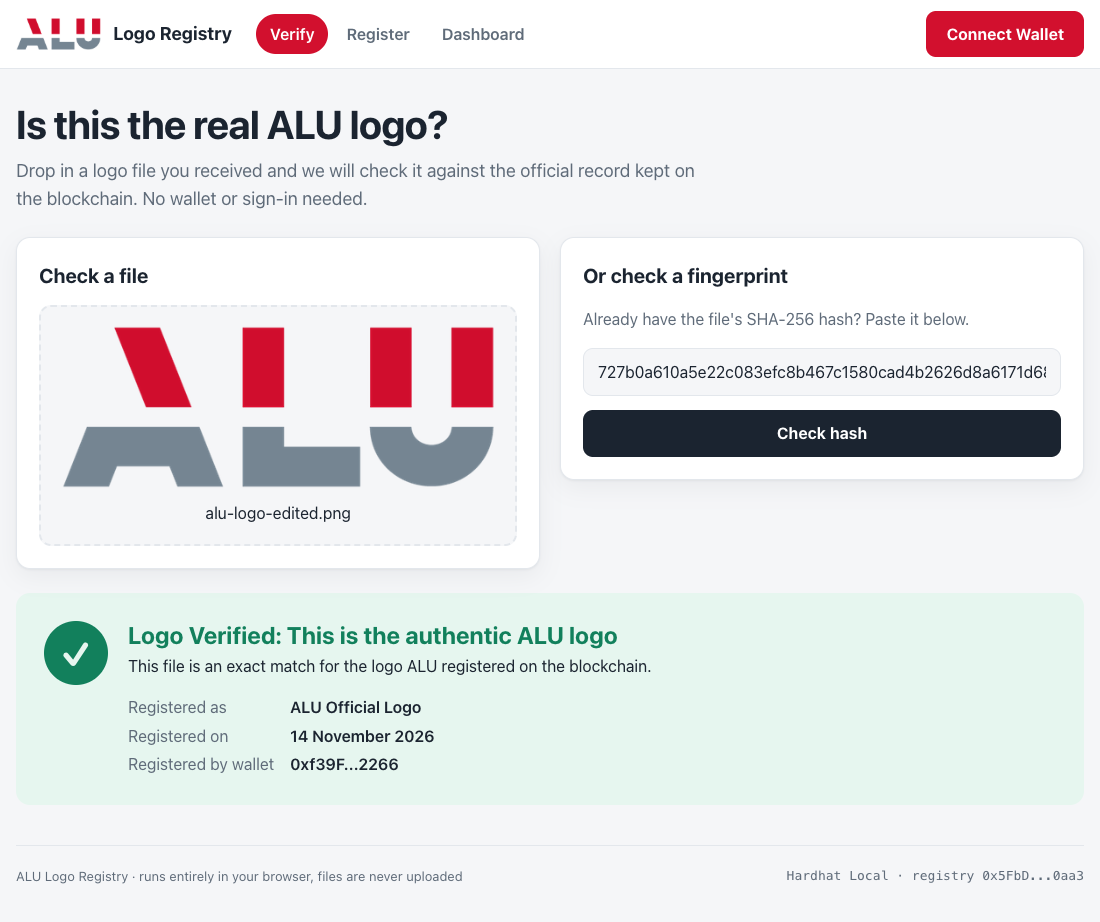 ALU Logo Registry Verify Register Dashboard Connect Wallet
Is this the real ALU logo?
Drop in a logo file you received and we will check it against the official record kept on
the blockchain. No wallet or sign-in needed.
Check a file
ALU
alu-logo-edited.png
Or check a fingerprint
Already have the file's SHA-256 hash? Paste it below.
727b0a610a5e22c083efc8b467c1580cad4b2626d8a6171d68
Check hash
Logo Verified: This is the authentic ALU logo
This file is an exact match for the logo ALU registered on the blockchain.
Registered as ALU Official Logo
Registered on 14 November 2026
Registered by wallet 0xf39F...2266
ALU Logo Registry · runs entirely in your browser, files are never uploaded
Hardhat Local · registry 0x5FbD...0aa3